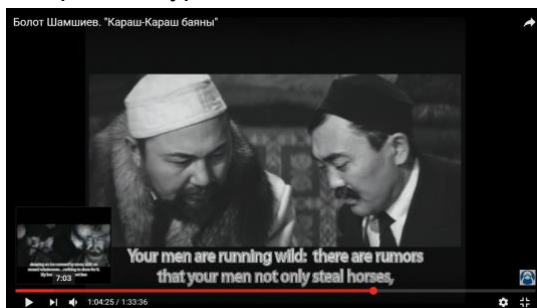 Болот Шамшиев. "Караш-Караш баяны"
Your men are running wild: there are rumors
that your men not only steal horses,
7:03
1:04:25 / 1:33:36